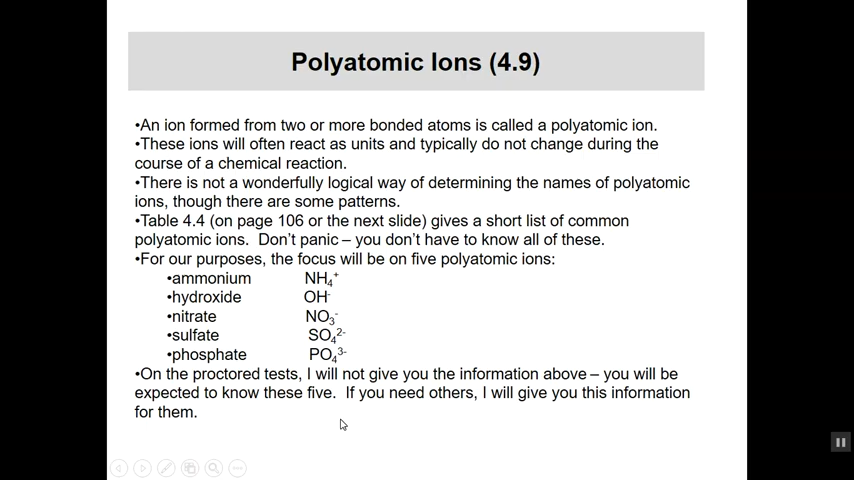 Polyatomic Ions (4.9)
•An ion formed from two or more bonded atoms is called a polyatomic ion.
•These ions will often react as units and typically do not change during the
course of a chemical reaction.
•There is not a wonderfully logical way of determining the names of polyatomic
ions, though there are some patterns.
•Table 4.4 (on page 106 or the next slide) gives a short list of common
polyatomic ions.  Don’t panic – you don’t have to know all of these.
•For our purposes, the focus will be on five polyatomic ions:
•ammonium NH₄⁺
•hydroxide OH⁻
•nitrate NO₃⁻
•sulfate SO₄²⁻
•phosphate PO₄³⁻
•On the proctored tests, I will not give you the information above – you will be
expected to know these five.  If you need others, I will give you this information
for them.